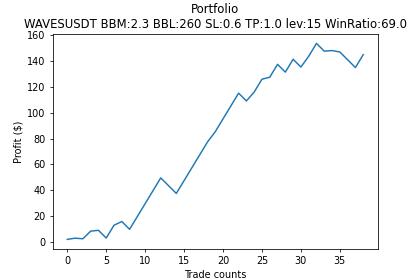 Portfolio
WAVESUSDT BBM:2.3 BBL:260 SL:0.6 TP:1.0 lev:15 WinRatio:69.0
160
140
120
100
80
60
40
20
0
Profit ($)
0 5 10 15 20 25 30 35
Trade counts